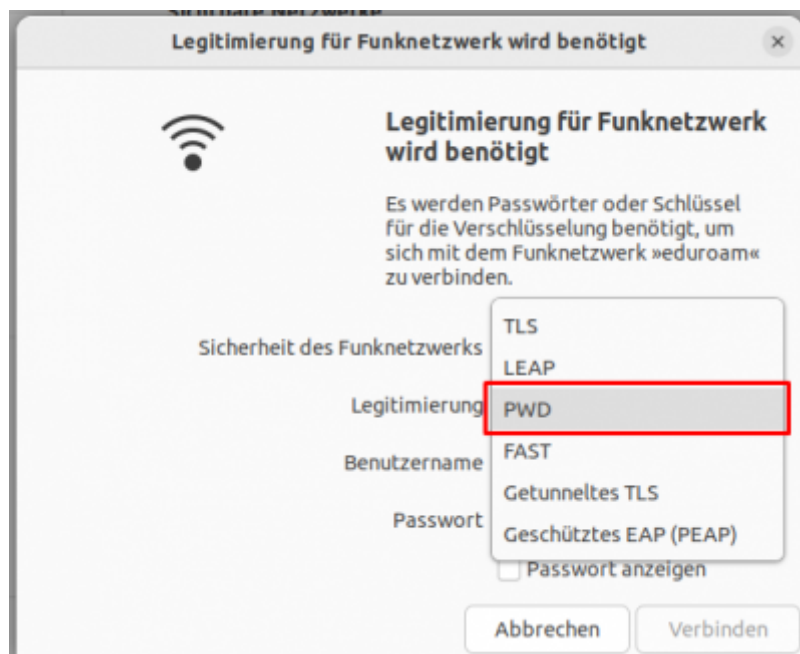 Sichtbare Netzwerke
Legitimierung für Funknetzwerk wird benötigt
Legitimierung für Funknetzwerk
wird benötigt
Es werden Passwörter oder Schlüssel
für die Verschlüsselung benötigt, um
sich mit dem Funknetzwerk »eduroam«
zu verbinden.
Sicherheit des Funknetzwerks
Legitimierung
Benutzername
Passwort
TLS
LEAP
PWD
FAST
Getunneltes TLS
Geschütztes EAP (PEAP)
Passwort anzeigen
Abbrechen
Verbinden